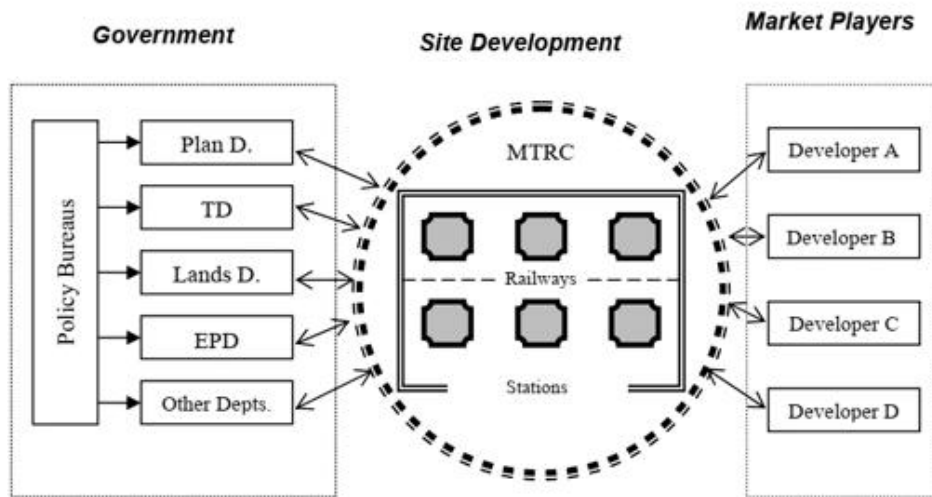 Government
Site Development
Market Players
Policy Bureaus
Plan D.
TD
Lands D.
EPD
Other Depts.
MTRC
Railways
Stations
Developer A
Developer B
Developer C
Developer D